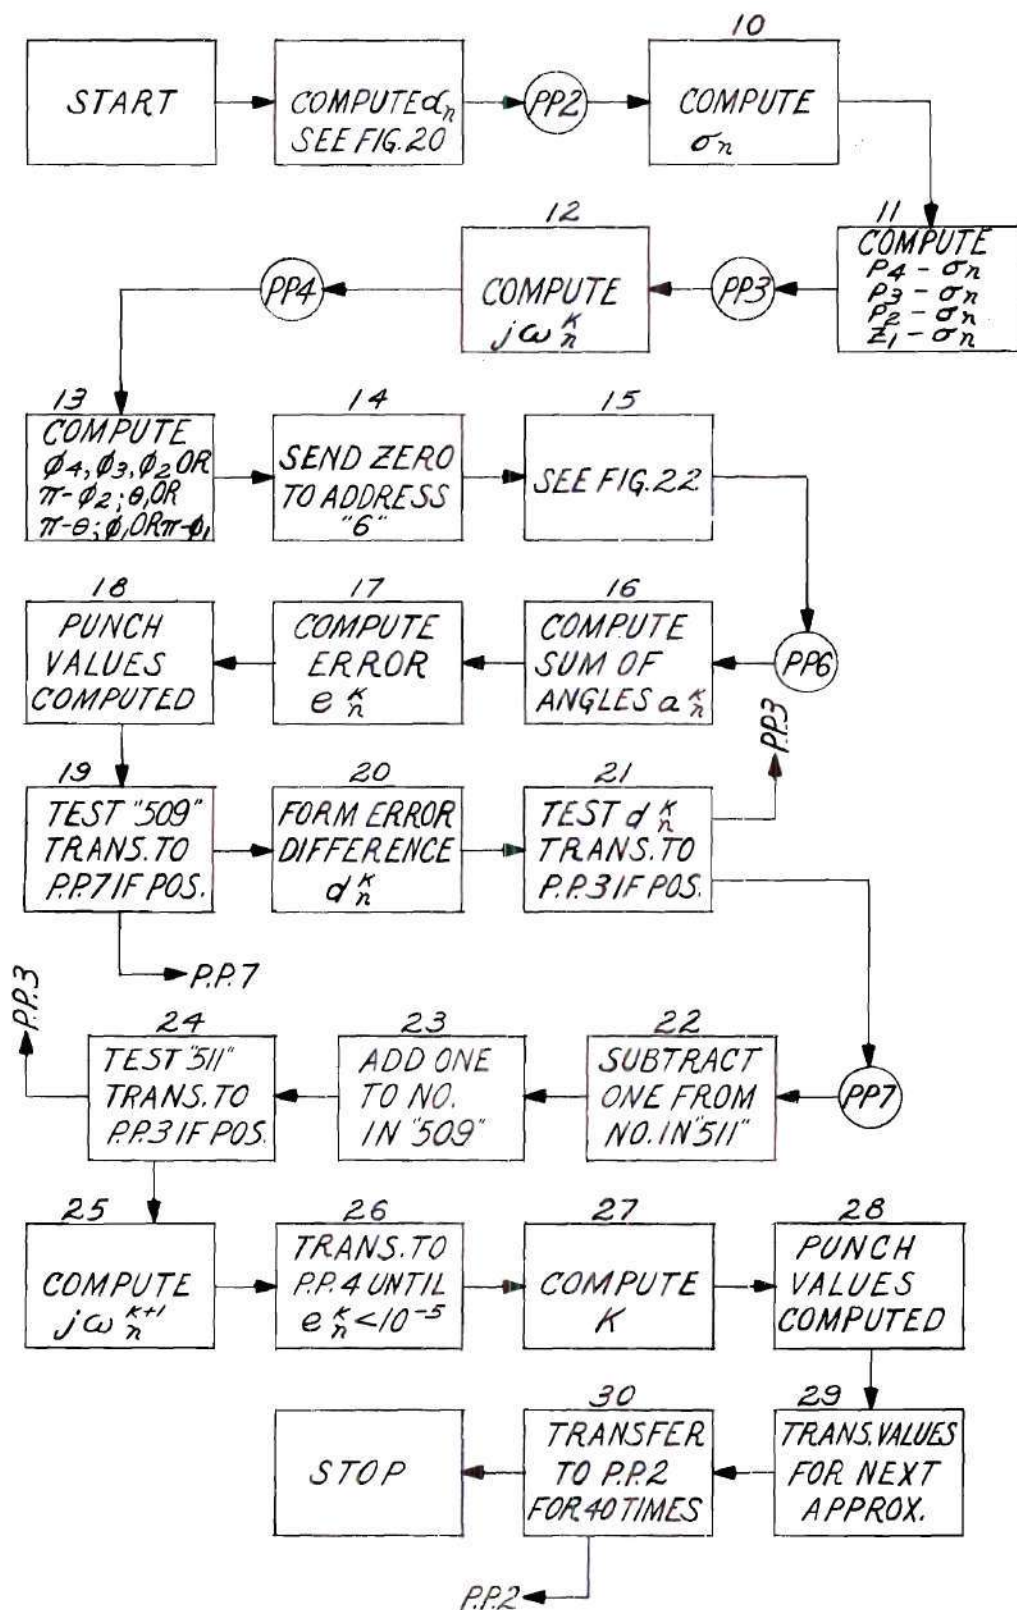 START
COMPUTE αn
SEE FIG. 20
PP2
10
COMPUTE
σn
11
COMPUTE
P4 - σn
P3 - σn
P2 - σn
Z1 - σn
PP3
12
COMPUTE
jω n K
PP4
13
COMPUTE
φ4, φ3, φ2 OR
π-φ2; θ, OR
π-θ; φ, OR π-φ1
14
SEND ZERO
TO ADDRESS
"6"
15
SEE FIG. 22
PP6
16
COMPUTE
SUM OF
ANGLES a K n
17
COMPUTE
ERROR
e K n
18
PUNCH
VALUES
COMPUTED
19
TEST "509"
TRANS. TO
P.P.7 IF POS.
P.P.7
20
FORM ERROR
DIFFERENCE
d K n
21
TEST d K n
TRANS. TO
P.P.3 IF POS.
P.P.3
PP7
22
SUBTRACT
ONE FROM
NO. IN "511"
23
ADD ONE
TO NO.
IN "509"
24
TEST "511"
TRANS. TO
P.P.3 IF POS.
P.P.3
25
COMPUTE
jω K+1 n
26
TRANS. TO
P.P.4 UNTIL
e K n < 10-5
27
COMPUTE
K
28
PUNCH
VALUES
COMPUTED
29
TRANS. VALUES
FOR NEXT
APPROX.
30
TRANSFER
TO P.P.2
FOR 40 TIMES
P.P.2
STOP